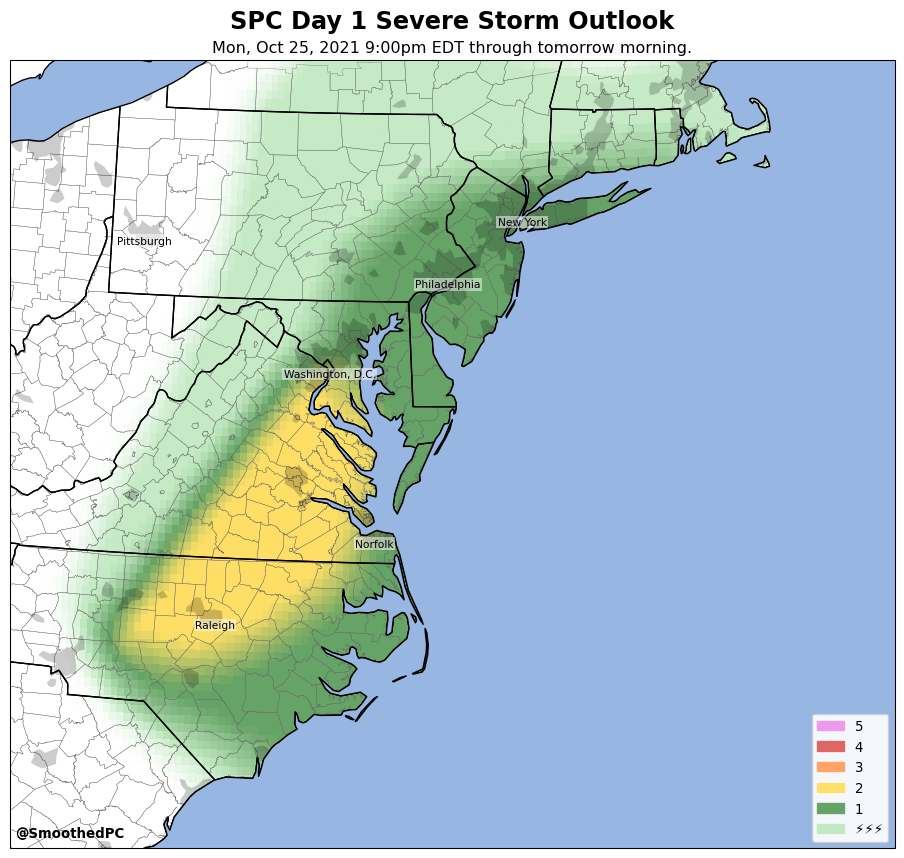 SPC Day 1 Severe Storm Outlook
Mon, Oct 25, 2021 9:00pm EDT through tomorrow morning.
New York
Pittsburgh
Philadelphia
Washington, D.C.
Norfolk
Raleigh
5
4
3
2
1
⚡⚡⚡
@SmoothedPC